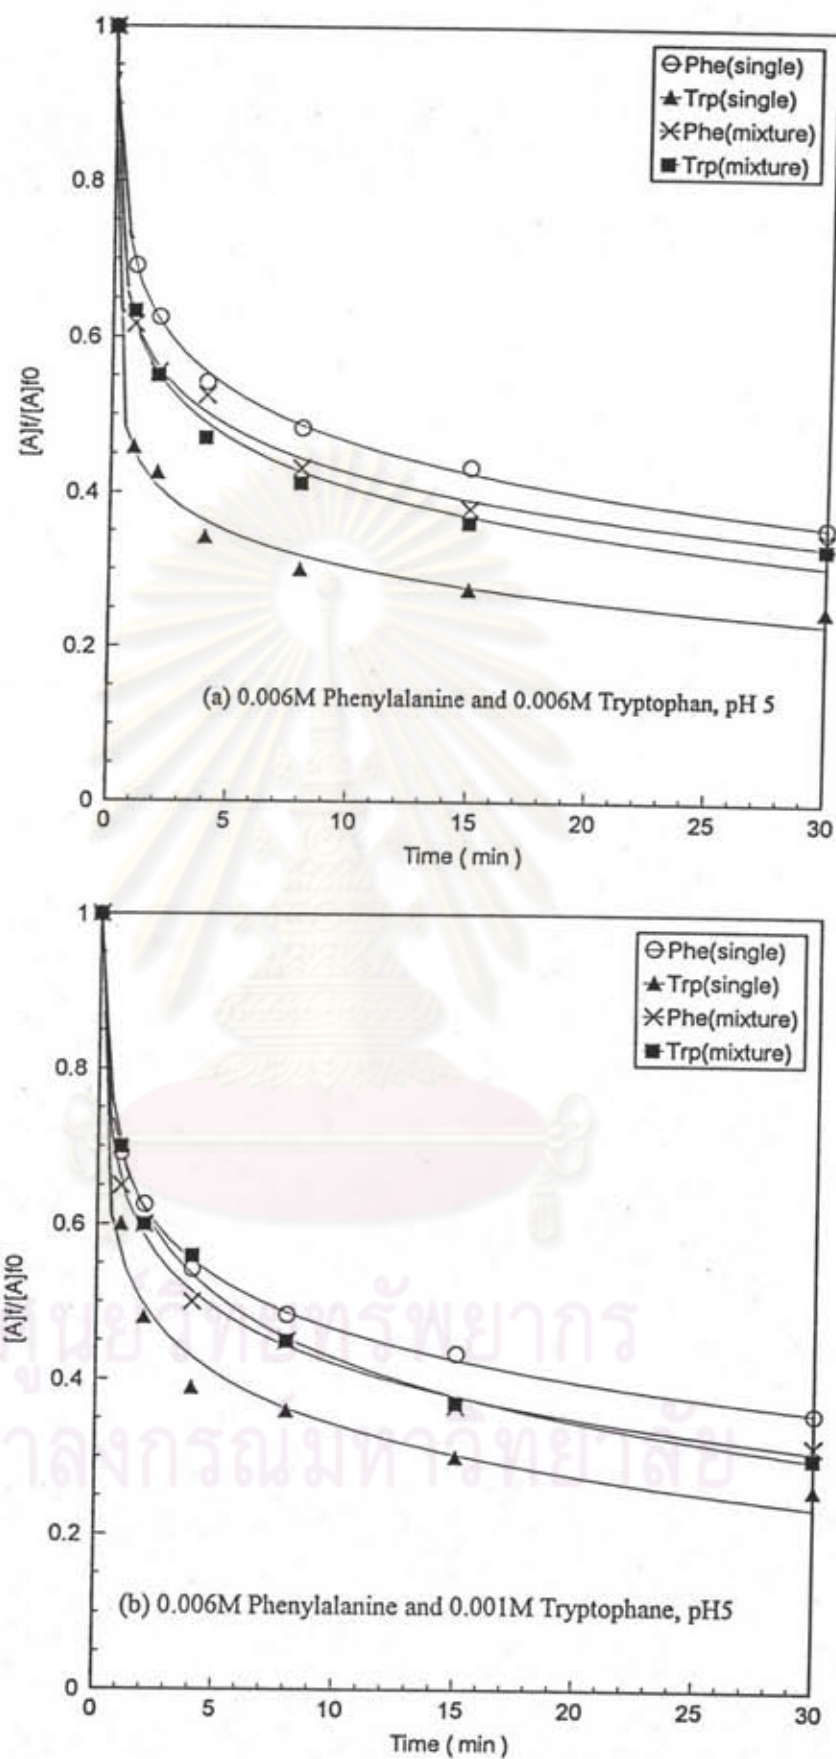 1
0.8
0.6
0.4
0.2
0
[A]f/[A]f0
Phe(single)
Trp(single)
Phe(mixture)
Trp(mixture)
(a) 0.006M Phenylalanine and 0.006M Tryptophan, pH 5
0 5 10 15 20 25 30
Time ( min )
1
0.8
0.6
0.4
0.2
0
[A]f/[A]f0
Phe(single)
Trp(single)
Phe(mixture)
Trp(mixture)
ศูนย์วิทยทรัพยากร
าลงกรณ์มหาวิทยาลัย
(b) 0.006M Phenylalanine and 0.001M Tryptophane, pH5
0 5 10 15 20 25 30
Time ( min )